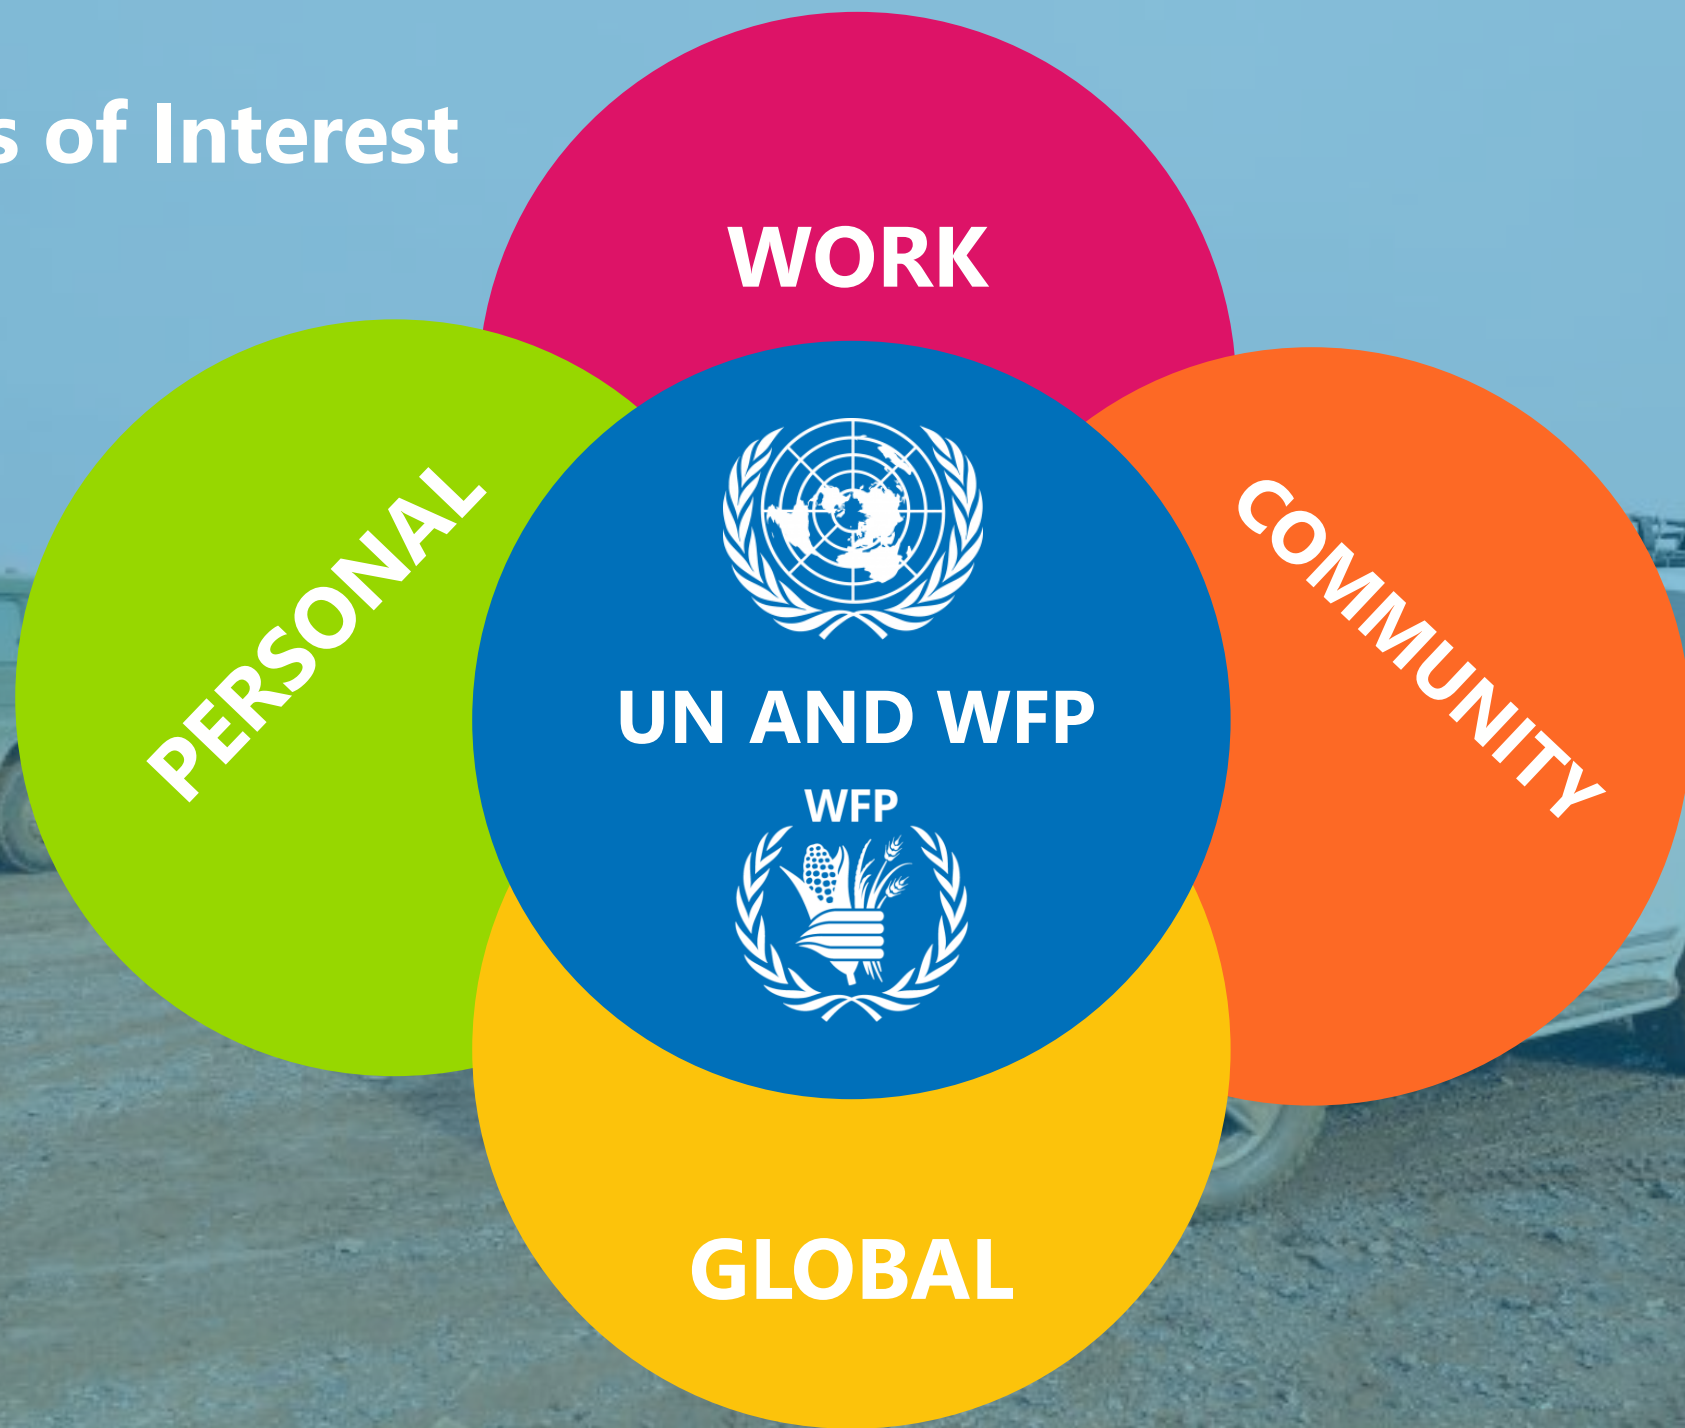 s of Interest
WORK
PERSONAL
COMMUNITY
UN AND WFP
WFP
GLOBAL